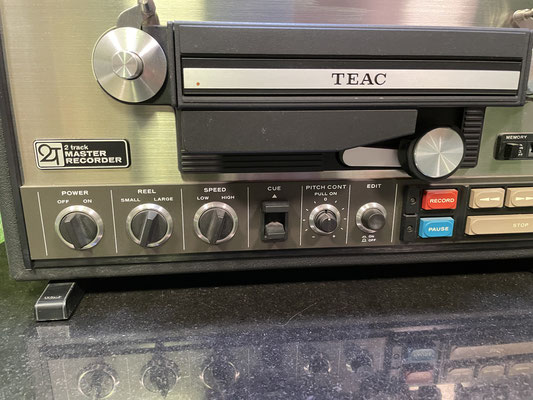 TEAC
2T 2 track
MASTER
RECORDER
MEMORY
POWER
OFF ON
REEL
SMALL LARGE
SPEED
LOW HIGH
CUE
PITCH CONT
PULL ON
0
EDIT
ON
OFF
RECORD
PAUSE
STOP